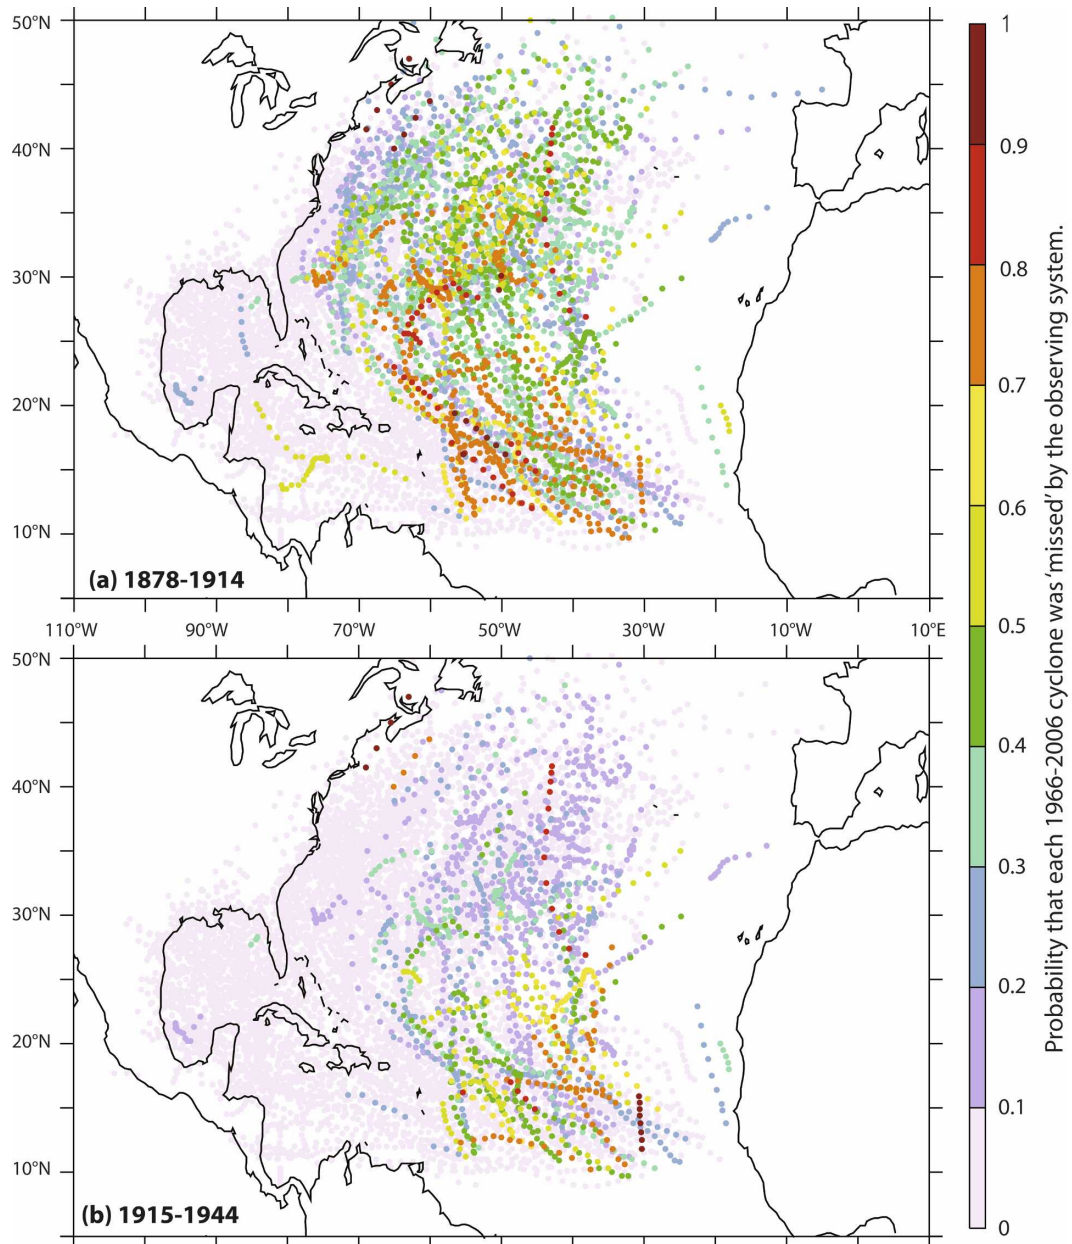 50°N
40°N
30°N
20°N
10°N
(a) 1878-1914
110°W 90°W 70°W 50°W 30°W 10°W 10°E
50°N
40°N
30°N
20°N
10°N
(b) 1915-1944
1
0.9
0.8
0.7
0.6
0.5
0.4
0.3
0.2
0.1
0
Probability that each 1966-2006 cyclone was ‘missed’ by the observing system.